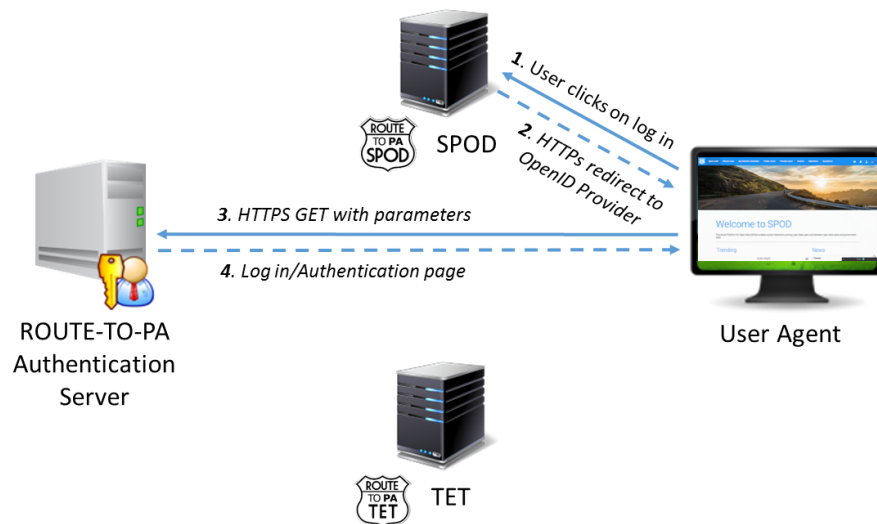 1. User clicks on log in
2. HTTPs redirect to
OpenID Provider
ROUTE
TO PA
SPOD
SPOD
3. HTTPS GET with parameters
4. Log in/Authentication page
Welcome to SPOD
Trending
News
ROUTE-TO-PA
Authentication
Server
User Agent
ROUTE
TO PA
TET
TET